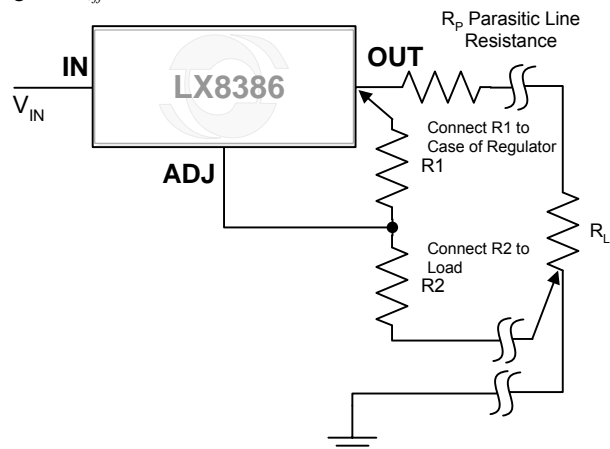 R_P Parasitic Line
Resistance
IN
OUT
LX8386
V_IN
Connect R1 to
Case of Regulator
R1
ADJ
R_L
Connect R2 to
Load
R2